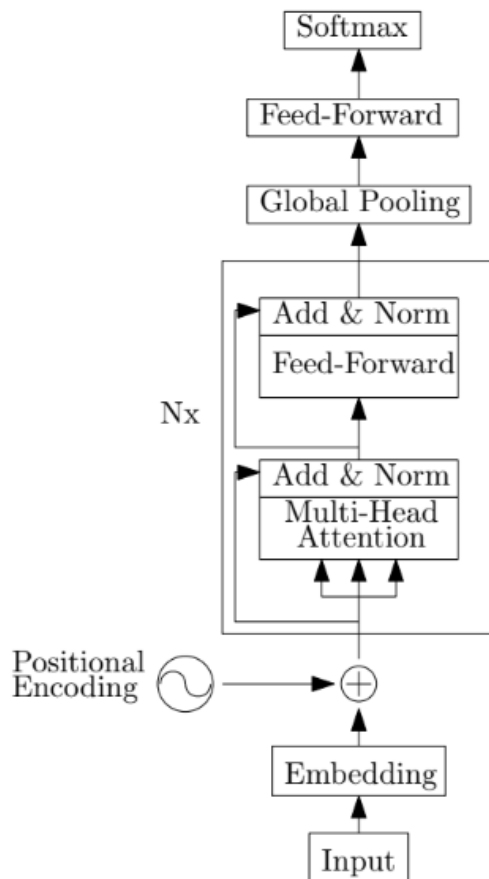 Softmax
Feed-Forward
Global Pooling
Add & Norm
Feed-Forward
Nx
Add & Norm
Multi-Head
Attention
Positional
Encoding
Embedding
Input